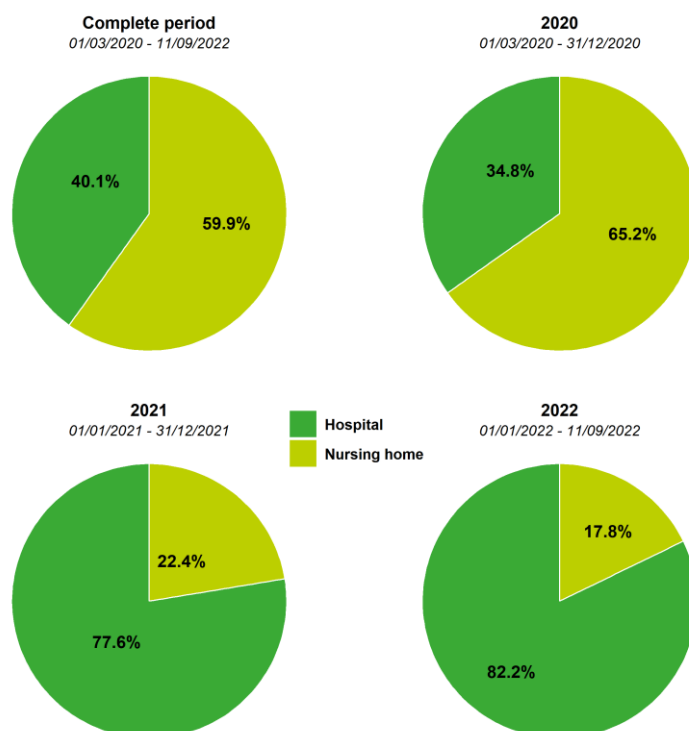 Complete period
01/03/2020 - 11/09/2022
40.1%
59.9%
2020
01/03/2020 - 31/12/2020
34.8%
65.2%
2021
01/01/2021 - 31/12/2021
22.4%
77.6%
Hospital
Nursing home
2022
01/01/2022 - 11/09/2022
17.8%
82.2%